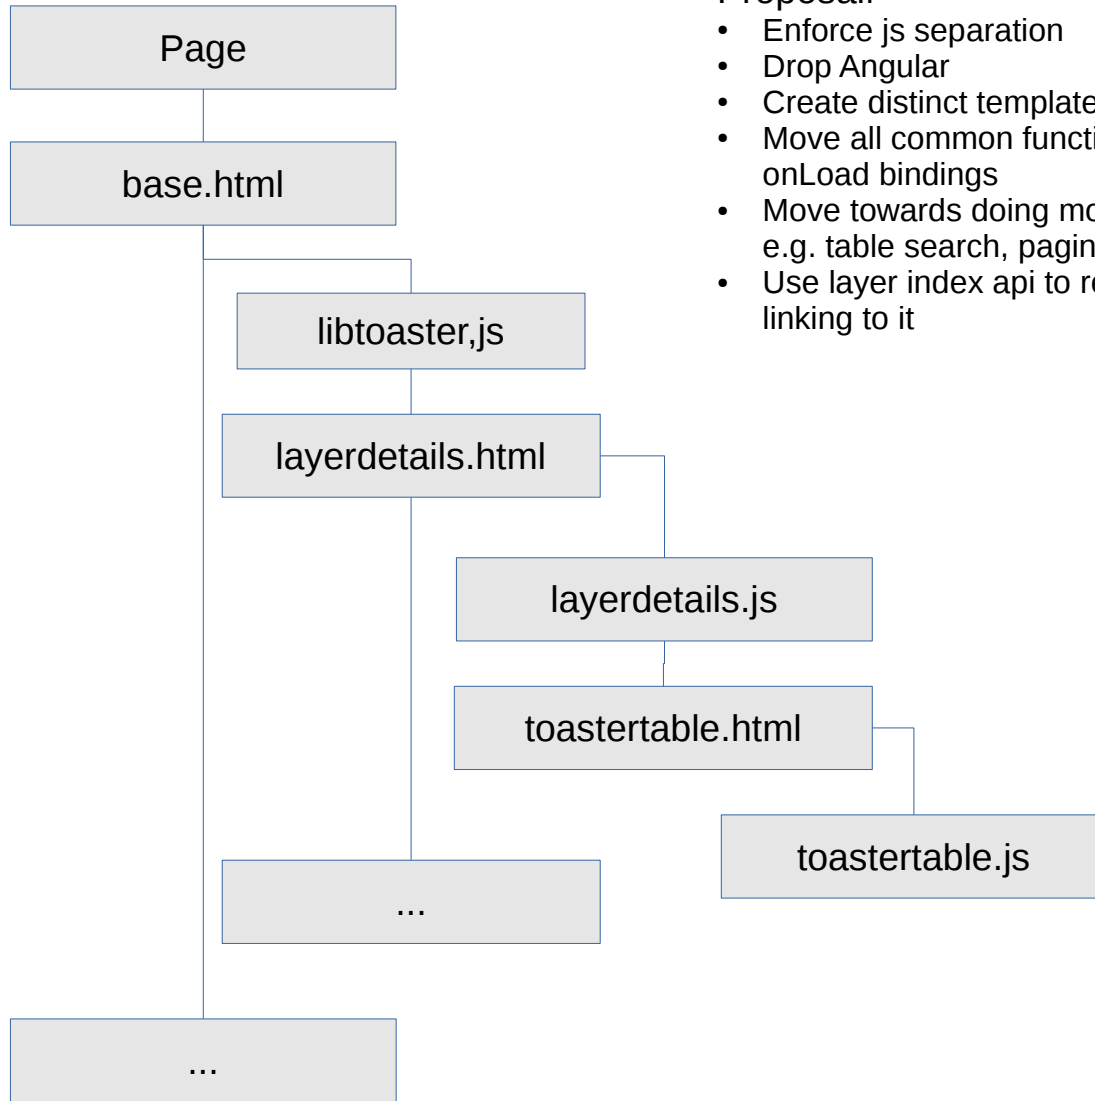 Page
base.html
libtoaster,js
layerdetails.html
layerdetails.js
toastertable.html
toastertable.js
...
...
• Enforce js separation
• Drop Angular
• Create distinct template
• Move all common functi
onLoad bindings
• Move towards doing mo
e.g. table search, pagin
• Use layer index api to re
linking to it